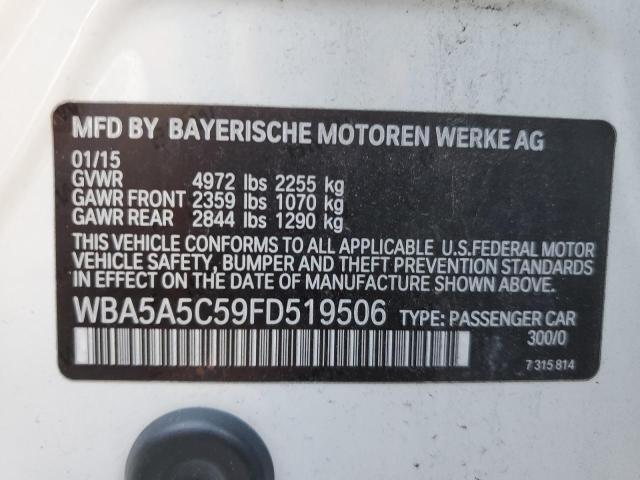 MFD BY BAYERISCHE MOTOREN WERKE AG
01/15
GVWR 4972 lbs 2255 kg
GAWR FRONT 2359 lbs 1070 kg
GAWR REAR 2844 lbs 1290 kg
THIS VEHICLE CONFORMS TO ALL APPLICABLE U.S.FEDERAL MOTOR
VEHICLE SAFETY, BUMPER AND THEFT PREVENTION STANDARDS
IN EFFECT ON THE DATE OF MANUFACTURE SHOWN ABOVE.
WBA5A5C59FD519506 TYPE: PASSENGER CAR
300/0
7 315 814